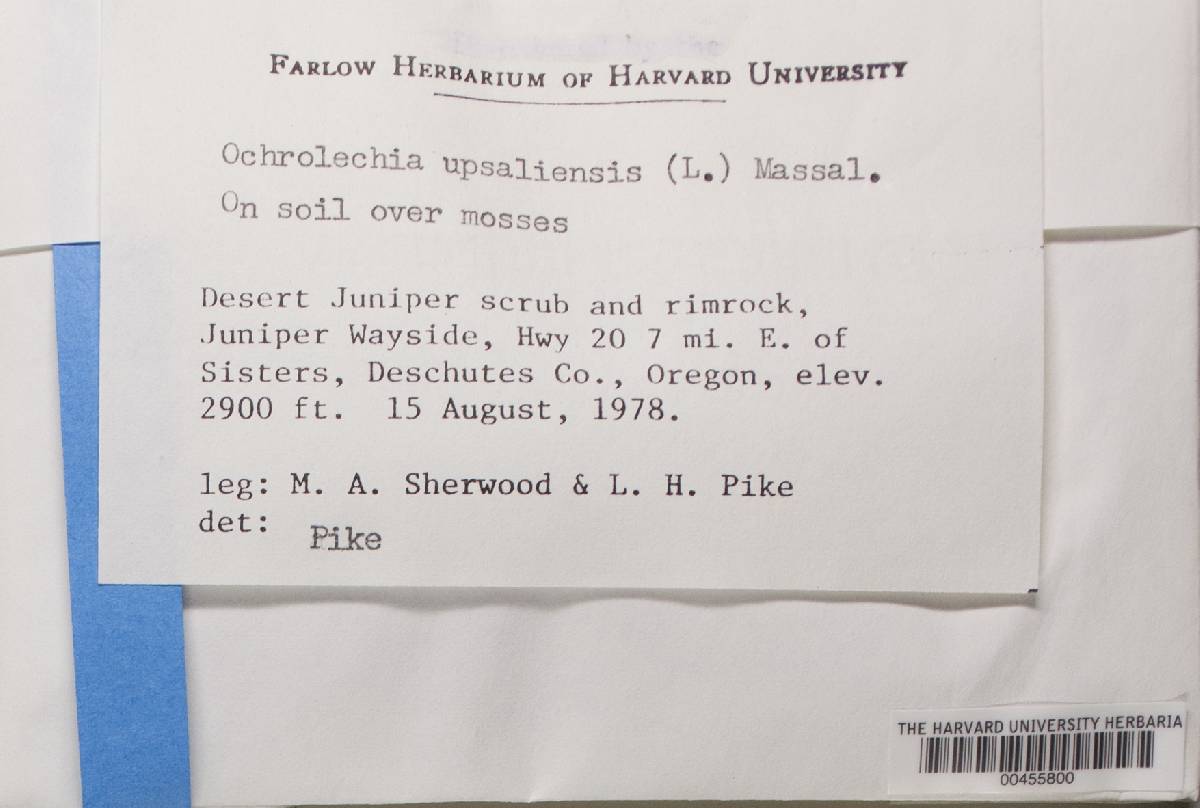 FARLOW HERBARIUM OF HARVARD UNIVERSITY
Ochrolechia upsaliensis (L.) Massal.
On soil over mosses
Desert Juniper scrub and rimrock,
Juniper Wayside, Hwy 20 7 mi. E. of
Sisters, Deschutes Co., Oregon, elev.
2900 ft. 15 August, 1978.
leg: M. A. Sherwood & L. H. Pike
det: Pike
THE HARVARD UNIVERSITY HERBARIA
00455800